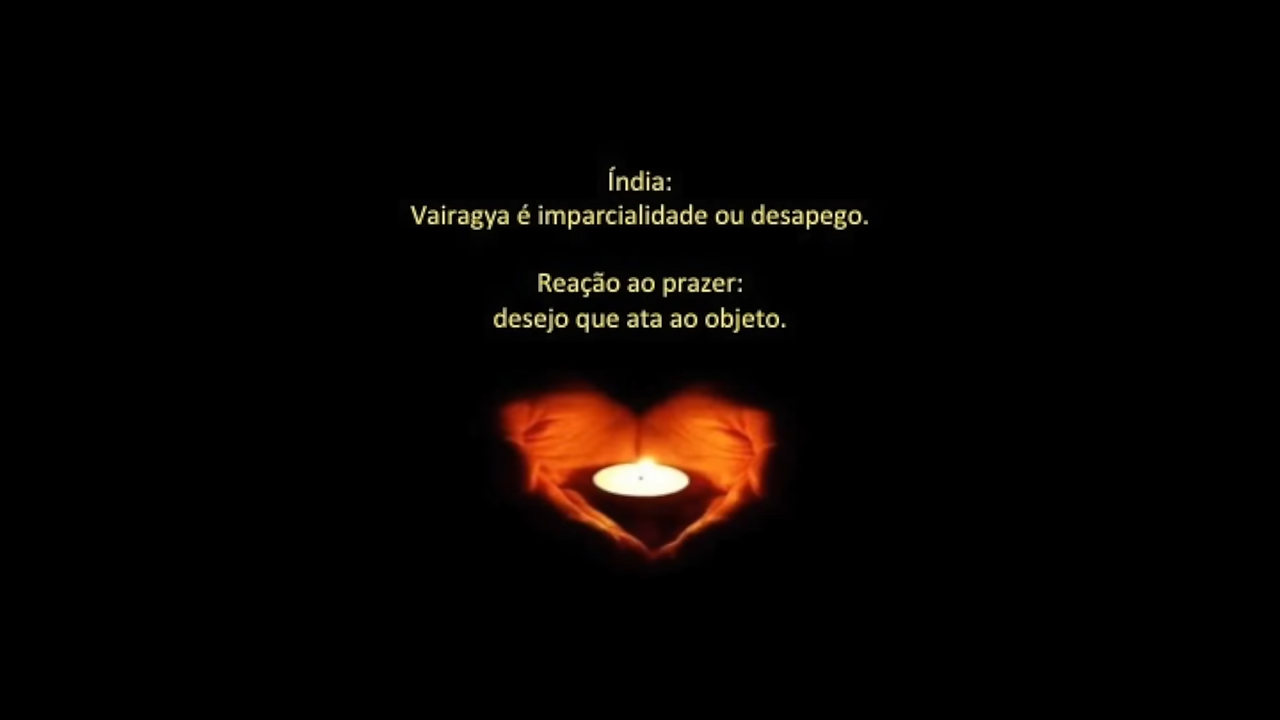 Índia:
Vairagya é imparcialidade ou desapego.
Reação ao prazer:
desejo que ata ao objeto.